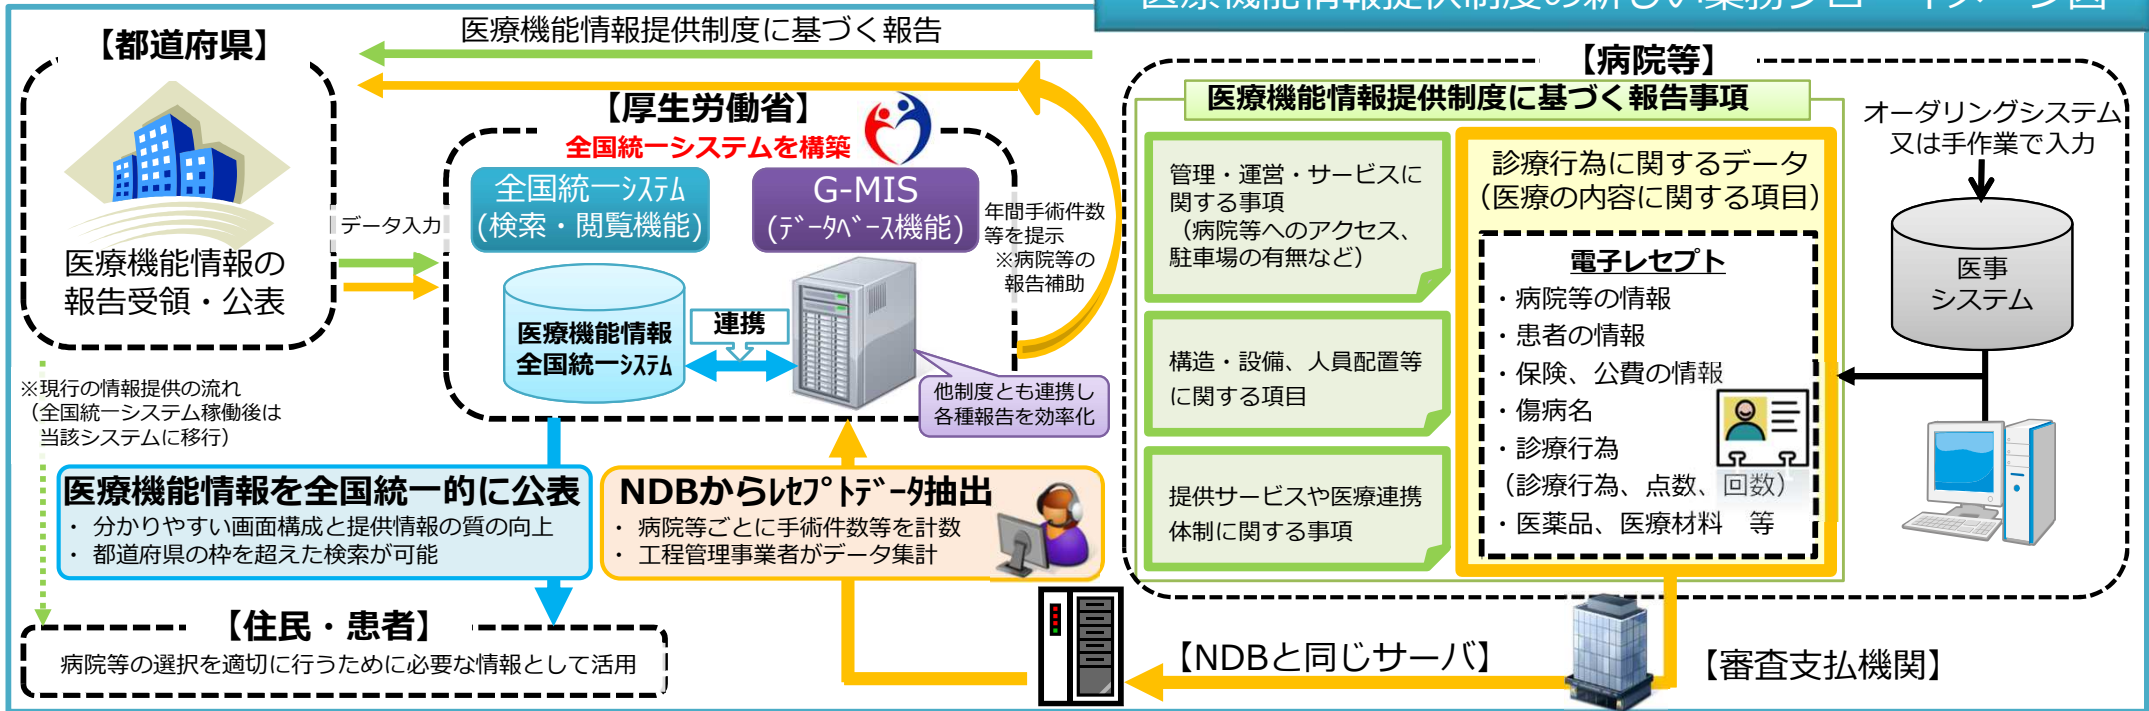 医療機能情報提供制度の新しい業務フローイメージ図
【都道府県】
医療機能情報の
報告受領・公表
医療機能情報提供制度に基づく報告
データ入力
【厚生労働省】
全国統一システムを構築
全国統一ｼｽﾃﾑ
(検索・閲覧機能)
G-MIS
(ﾃﾞｰﾀﾍﾞｰｽ機能)
医療機能情報
全国統一ｼｽﾃﾑ
連携
他制度とも連携し
各種報告を効率化
年間手術件数
等を提示
※病院等の
報告補助
【病院等】
医療機能情報提供制度に基づく報告事項
管理・運営・サービスに
関する事項
（病院等へのアクセス、
駐車場の有無など）
構造・設備、人員配置等
に関する項目
提供サービスや医療連携
体制に関する事項
診療行為に関するデータ
（医療の内容に関する項目）
電子レセプト
・病院等の情報
・患者の情報
・保険、公費の情報
・傷病名
・診療行為
（診療行為、点数、回数）
・医薬品、医療材料　等
オーダリングシステム
又は手作業で入力
医事
システム
※現行の情報提供の流れ
（全国統一システム稼働後は
当該システムに移行）
医療機能情報を全国統一的に公表
・ 分かりやすい画面構成と提供情報の質の向上
・ 都道府県の枠を超えた検索が可能
NDBからﾚｾﾌﾟﾄﾃﾞｰﾀ抽出
・ 病院等ごとに手術件数等を計数
・ 工程管理事業者がデータ集計
【住民・患者】
病院等の選択を適切に行うために必要な情報として活用
【NDBと同じサーバ】
【審査支払機関】